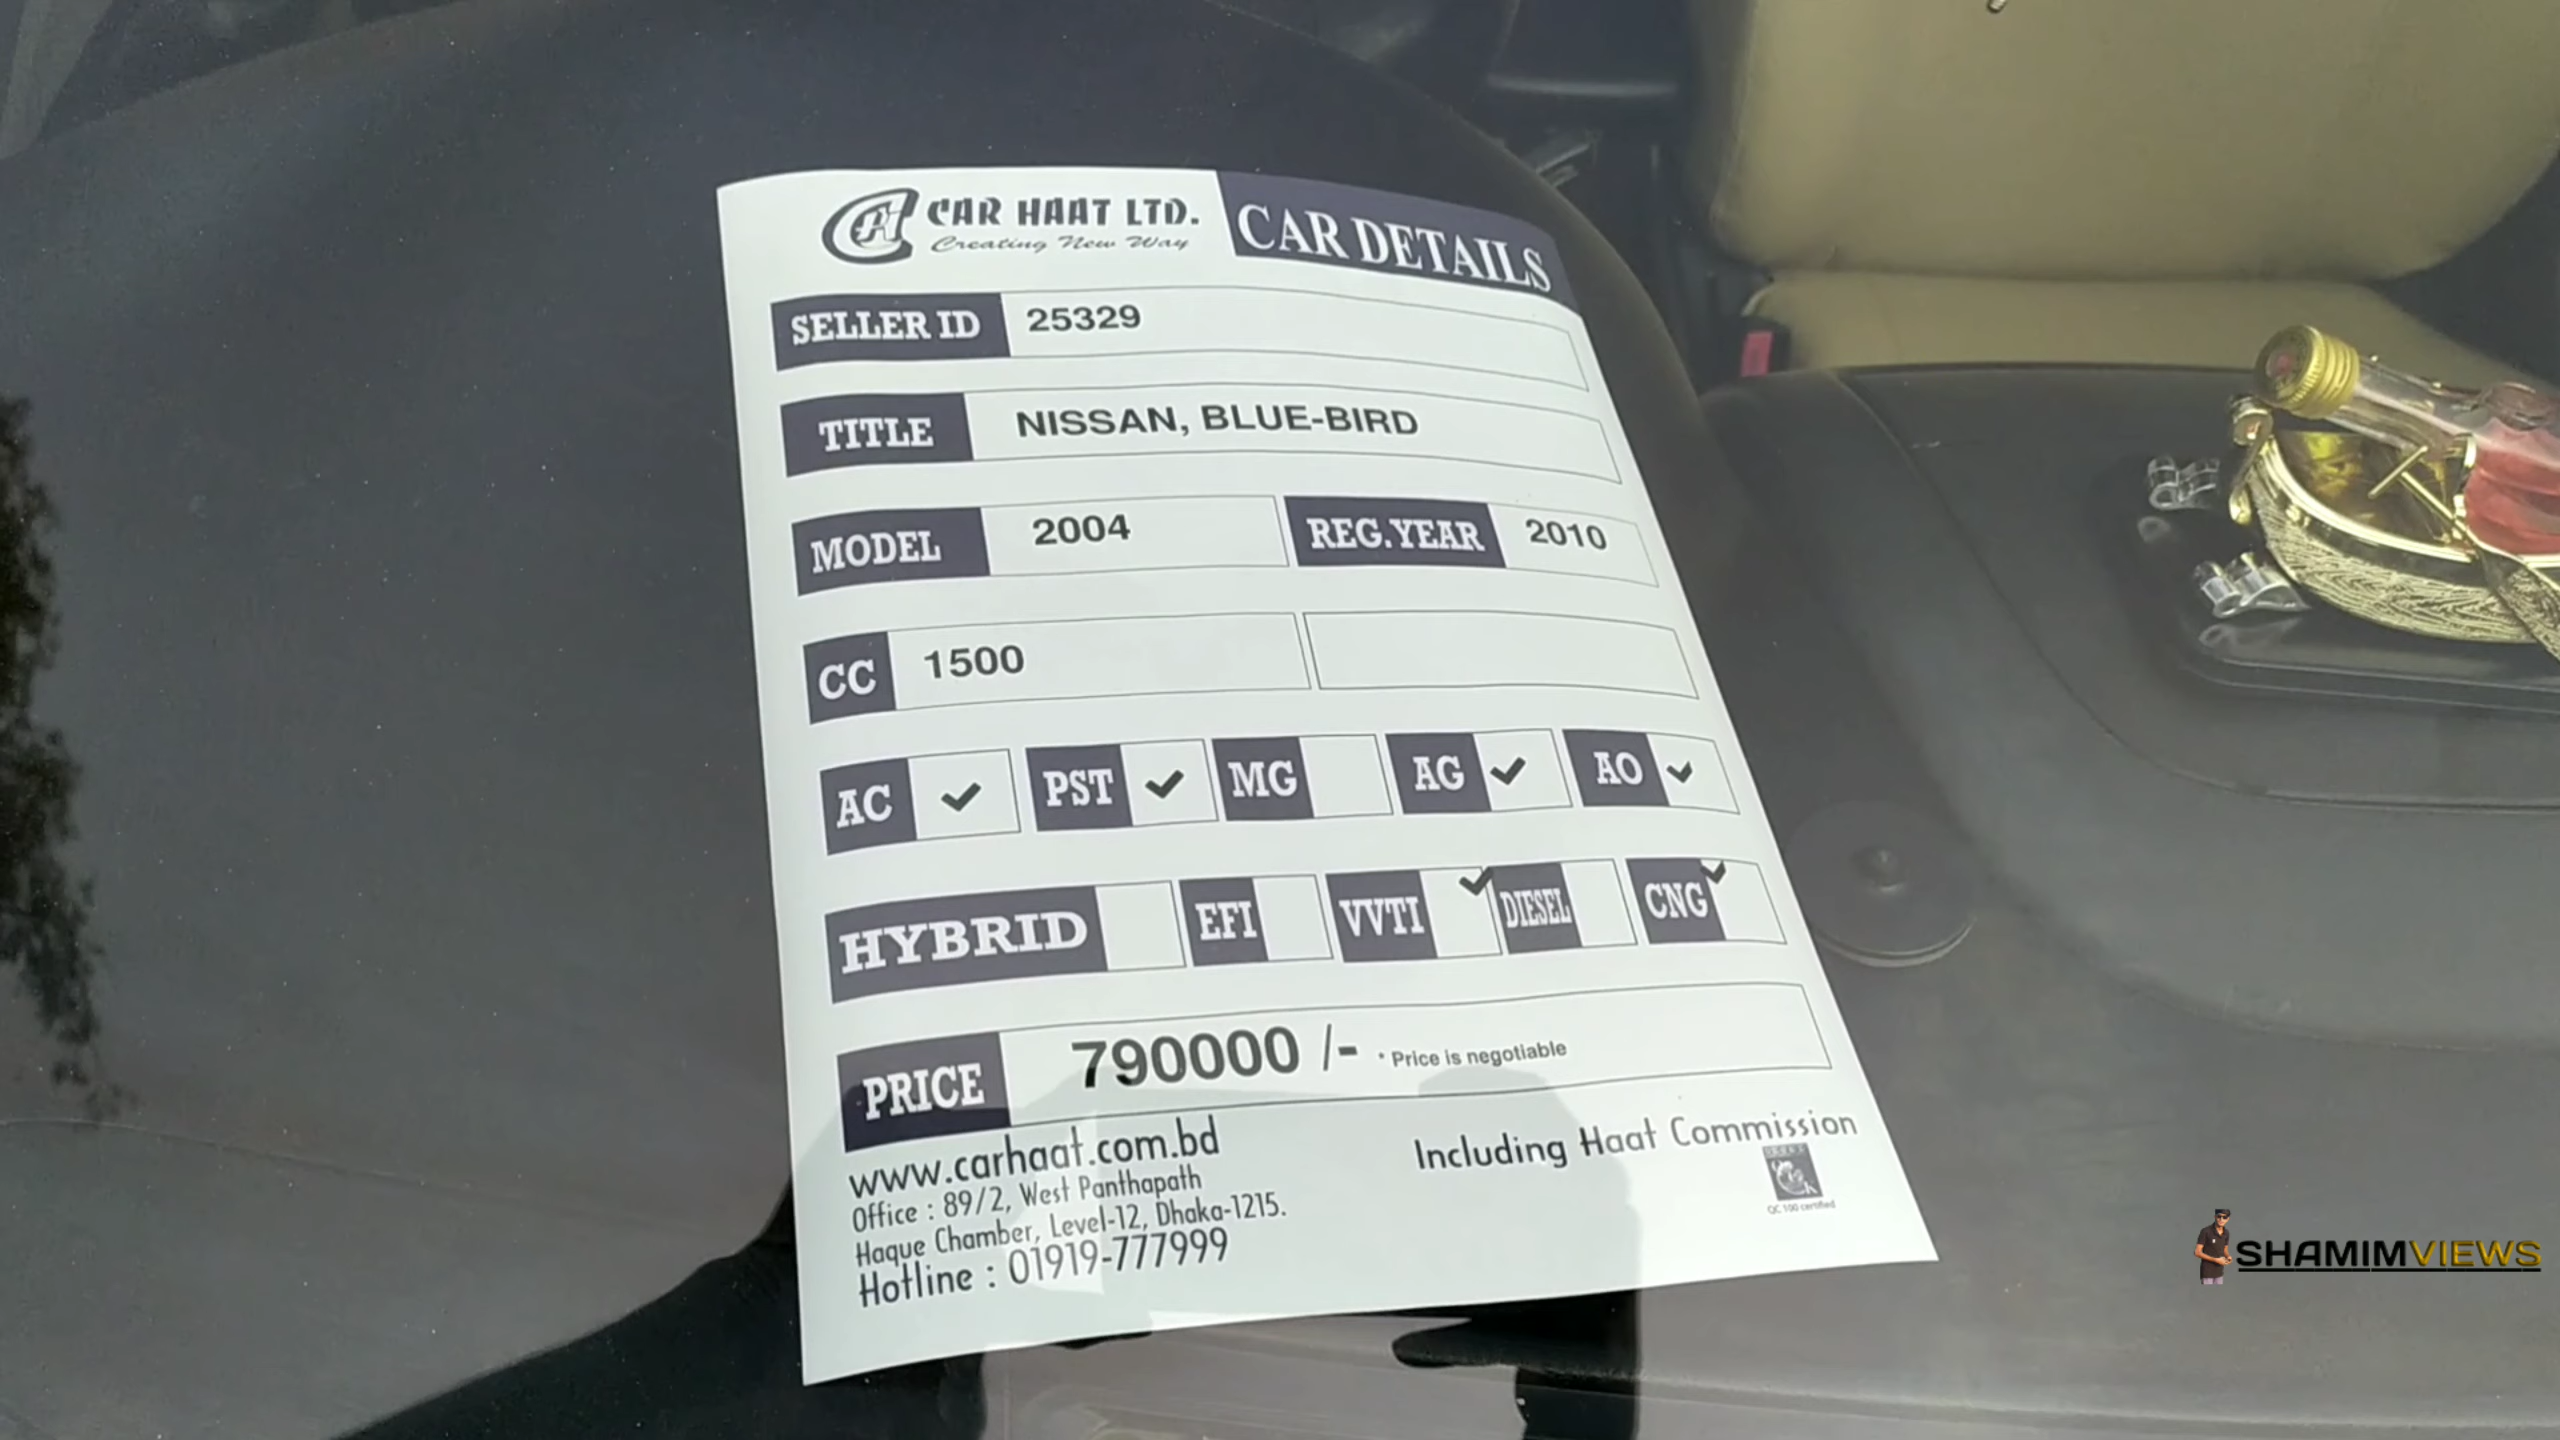 CAR HAAT LTD.
Creating New Way
CAR DETAILS
SELLER ID 25329
TITLE NISSAN, BLUE-BIRD
MODEL 2004 REG.YEAR 2010
CC 1500
AC ✓ PST ✓ MG AG ✓ AO ✓
HYBRID EFI VVTI ✓ DIESEL CNG ✓
PRICE 790000 /- * Price is negotiable
www.carhaat.com.bd
Including Haat Commission
Office : 89/2, West Panthapath
Haque Chamber, Level-12, Dhaka-1215.
Hotline : 01919-777999
QC 100 certified
SHAMIMVIEWS